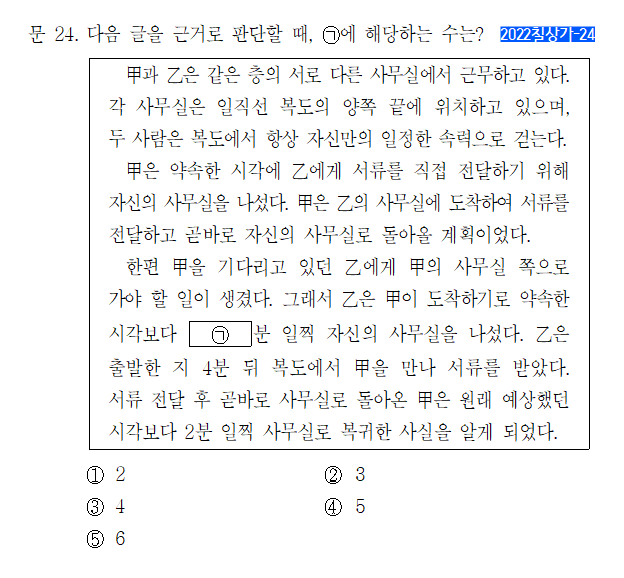 문 24. 다음 글을 근거로 판단할 때, ㉠에 해당하는 수는? 2022침상가-24
甲과 乙은 같은 층의 서로 다른 사무실에서 근무하고 있다.
각 사무실은 일직선 복도의 양쪽 끝에 위치하고 있으며,
두 사람은 복도에서 항상 자신만의 일정한 속력으로 걷는다.
甲은 약속한 시각에 乙에게 서류를 직접 전달하기 위해
자신의 사무실을 나섰다. 甲은 乙의 사무실에 도착하여 서류를
전달하고 곧바로 자신의 사무실로 돌아올 계획이었다.
한편 甲을 기다리고 있던 乙에게 甲의 사무실 쪽으로
가야 할 일이 생겼다. 그래서 乙은 甲이 도착하기로 약속한
시각보다 ㉠ 분 일찍 자신의 사무실을 나섰다. 乙은
출발한 지 4분 뒤 복도에서 甲을 만나 서류를 받았다.
서류 전달 후 곧바로 사무실로 돌아온 甲은 원래 예상했던
시각보다 2분 일찍 사무실로 복귀한 사실을 알게 되었다.
① 2 ② 3
③ 4 ④ 5
⑤ 6